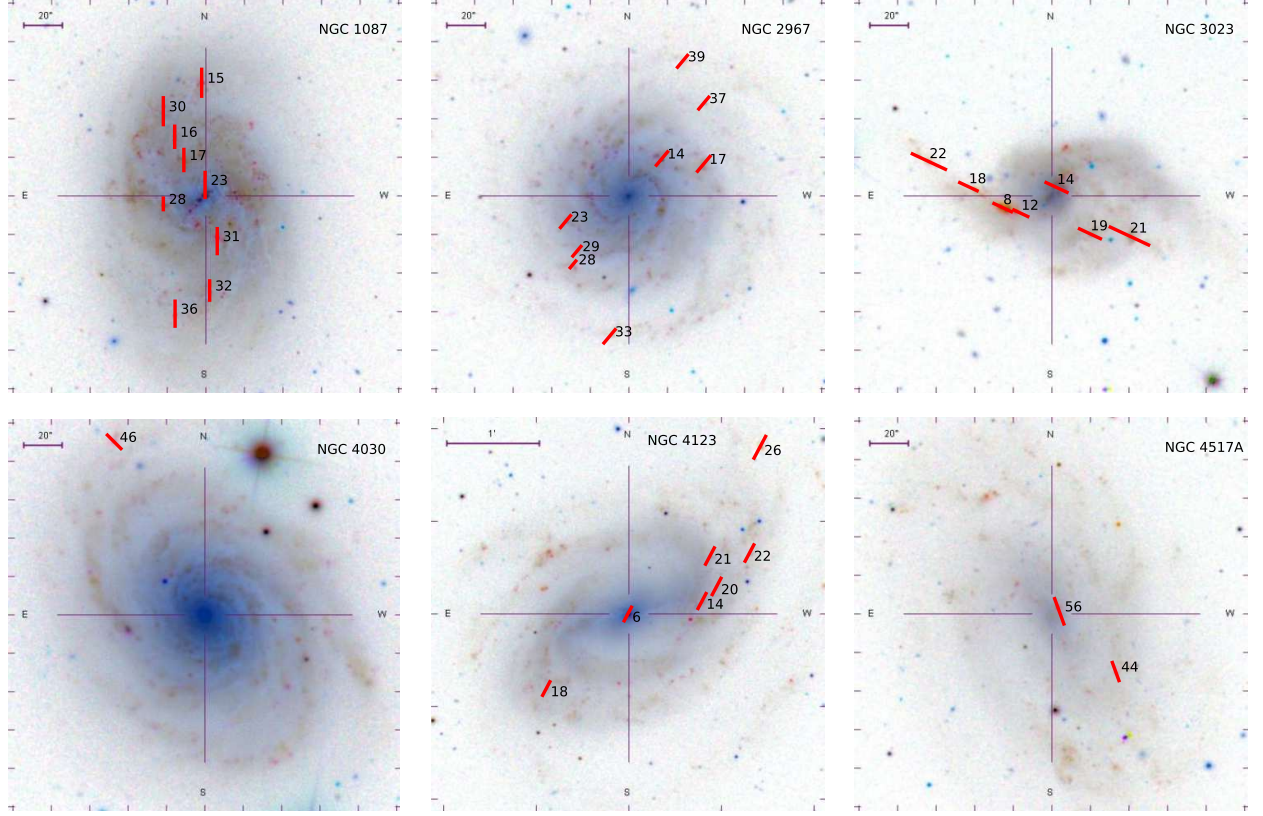 20" N NGC 1087
15
30
16
17
23
E 28 W
31
32
36
S
20" N NGC 2967
39
37
14 17
E W
23
29
28
33
S
20" N NGC 3023
22
18 14
E 8 12 W
19 21
S
20" 46 N NGC 4030
E W
S
1' N NGC 4123
26
21 22
20
14
E 6 W
18
S
20" N NGC 4517A
56
E W
44
S